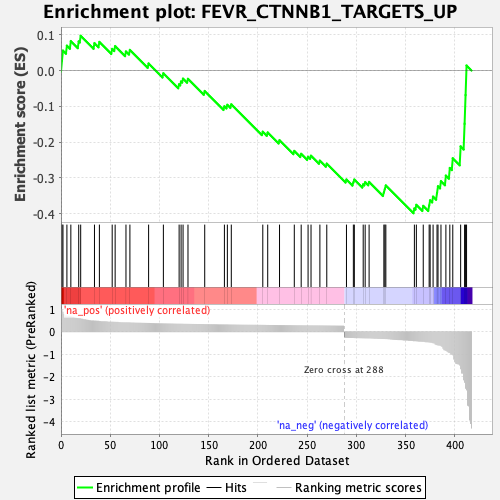 Enrichment plot: FEVR_CTNNB1_TARGETS_UP
Enrichment score (ES)
0.1
0.0
-0.1
-0.2
-0.3
-0.4
'na_pos' (positively correlated)
Ranked list metric (PreRanked)
1
0
-1
-2
-3
-4
Zero cross at 288
'na_neg' (negatively correlated)
0
50
100
150
200
250
300
350
400
Rank in Ordered Dataset
Enrichment profile
Hits
Ranking metric scores